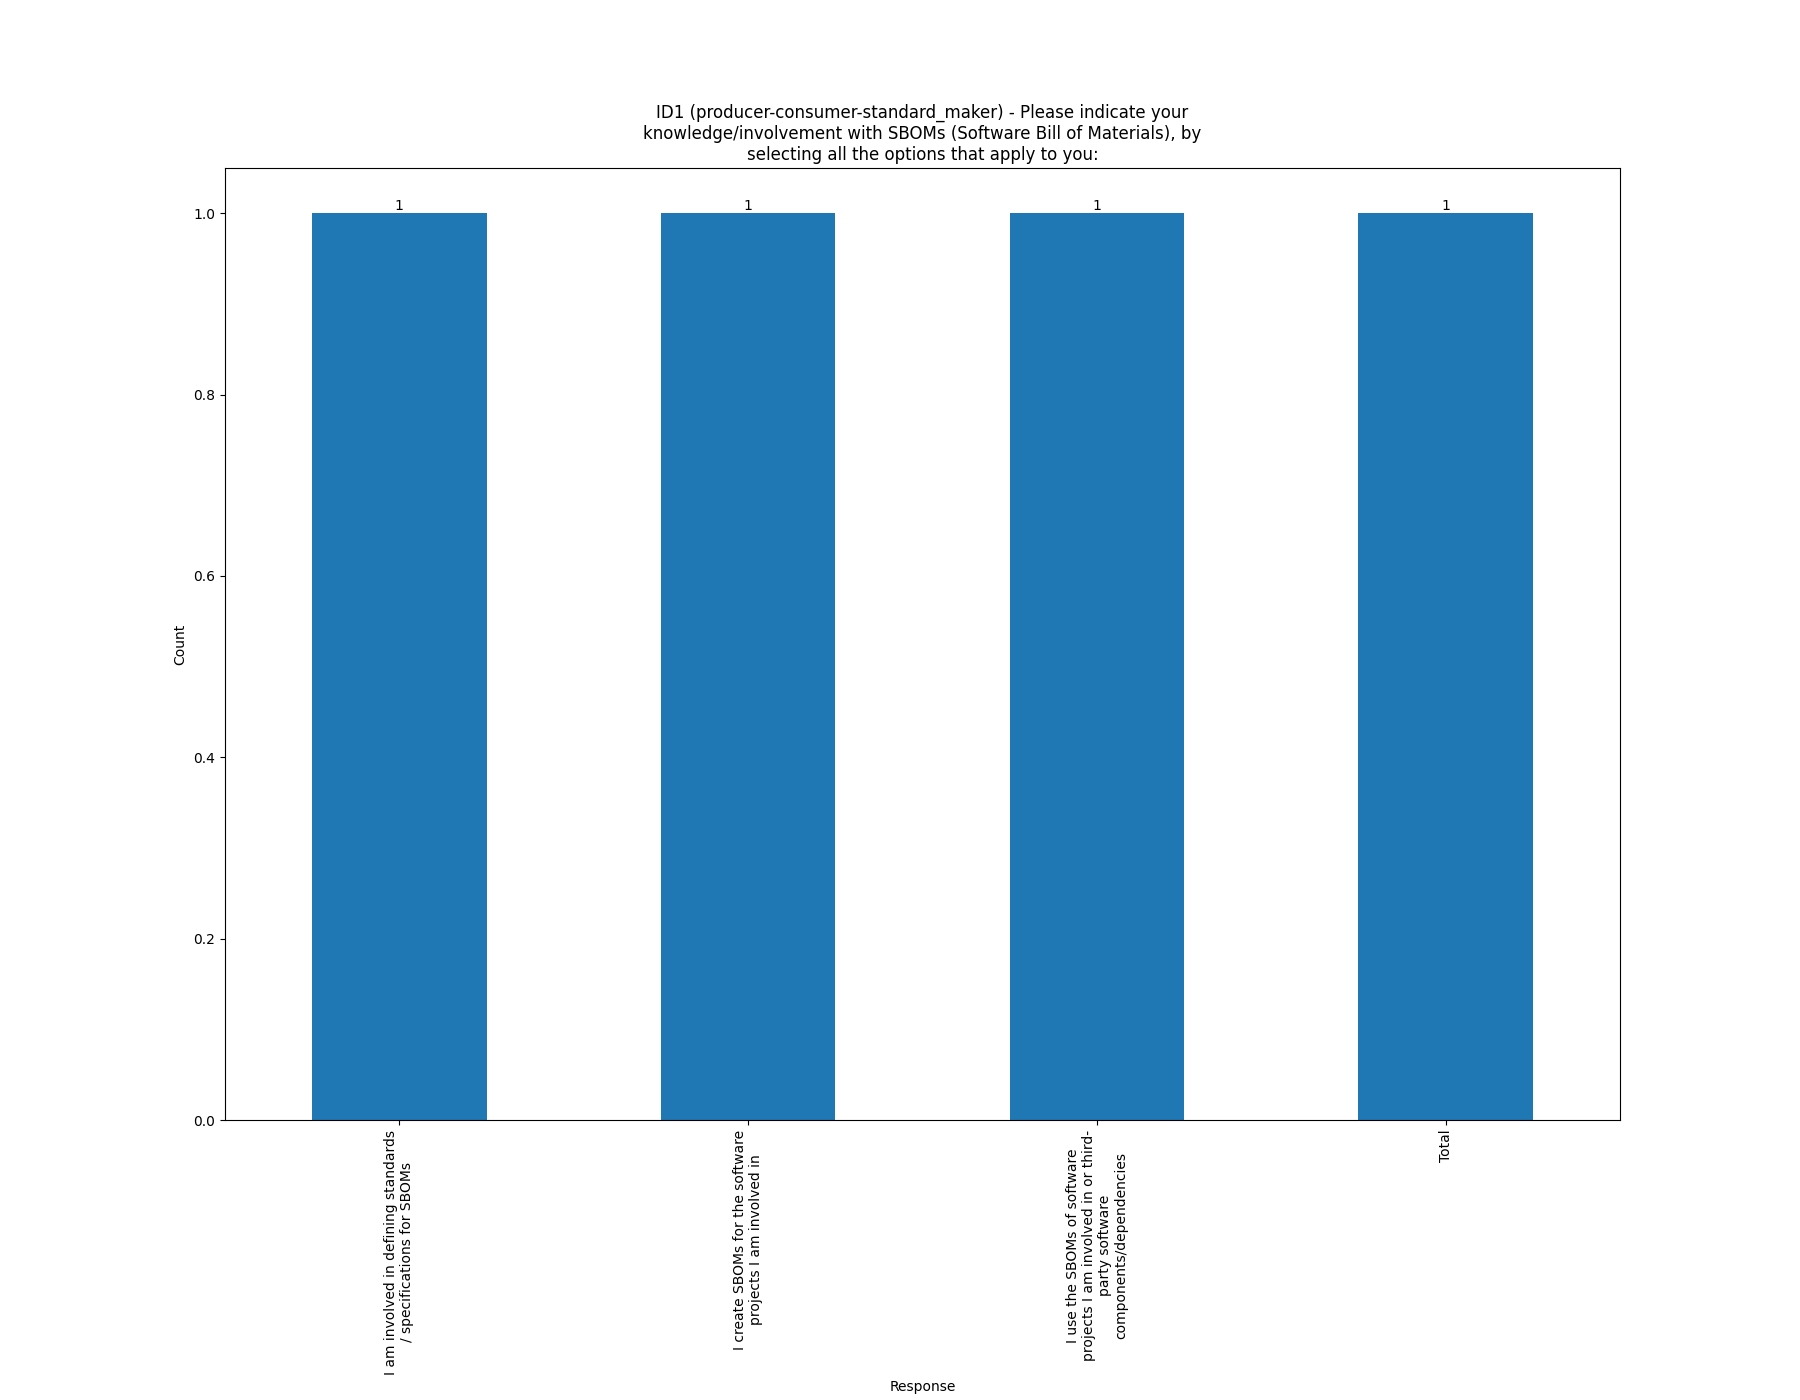 ID1 (producer-consumer-standard_maker) - Please indicate your
knowledge/involvement with SBOMs (Software Bill of Materials), by
selecting all the options that apply to you:
1
1
1
1
1.0
0.8
0.6
0.4
0.2
0.0
Count
I am involved in defining standards
/ specifications for SBOMs
I create SBOMs for the software
projects I am involved in
I use the SBOMs of software
projects I am involved in or third-
party software
components/dependencies
Total
Response